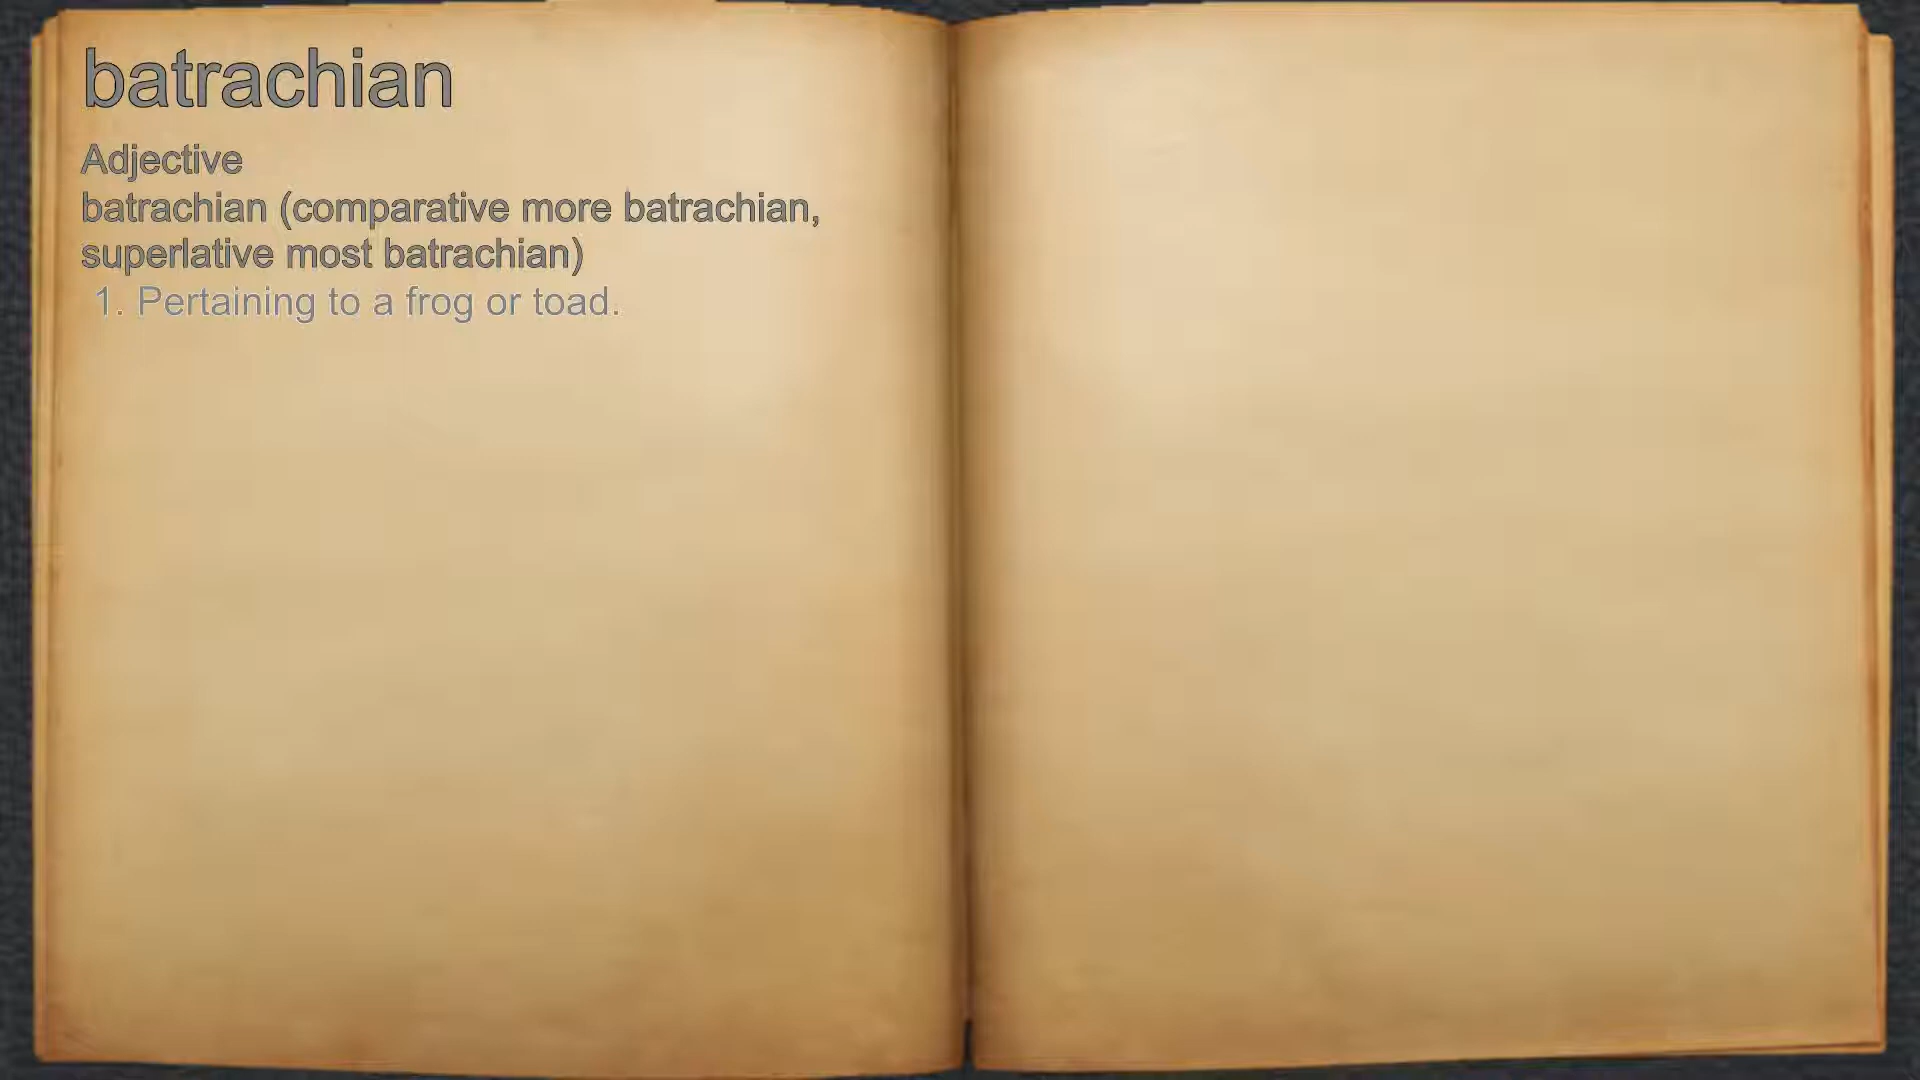 batrachian
Adjective
batrachian (comparative more batrachian,
superlative most batrachian)
1. Pertaining to a frog or toad.